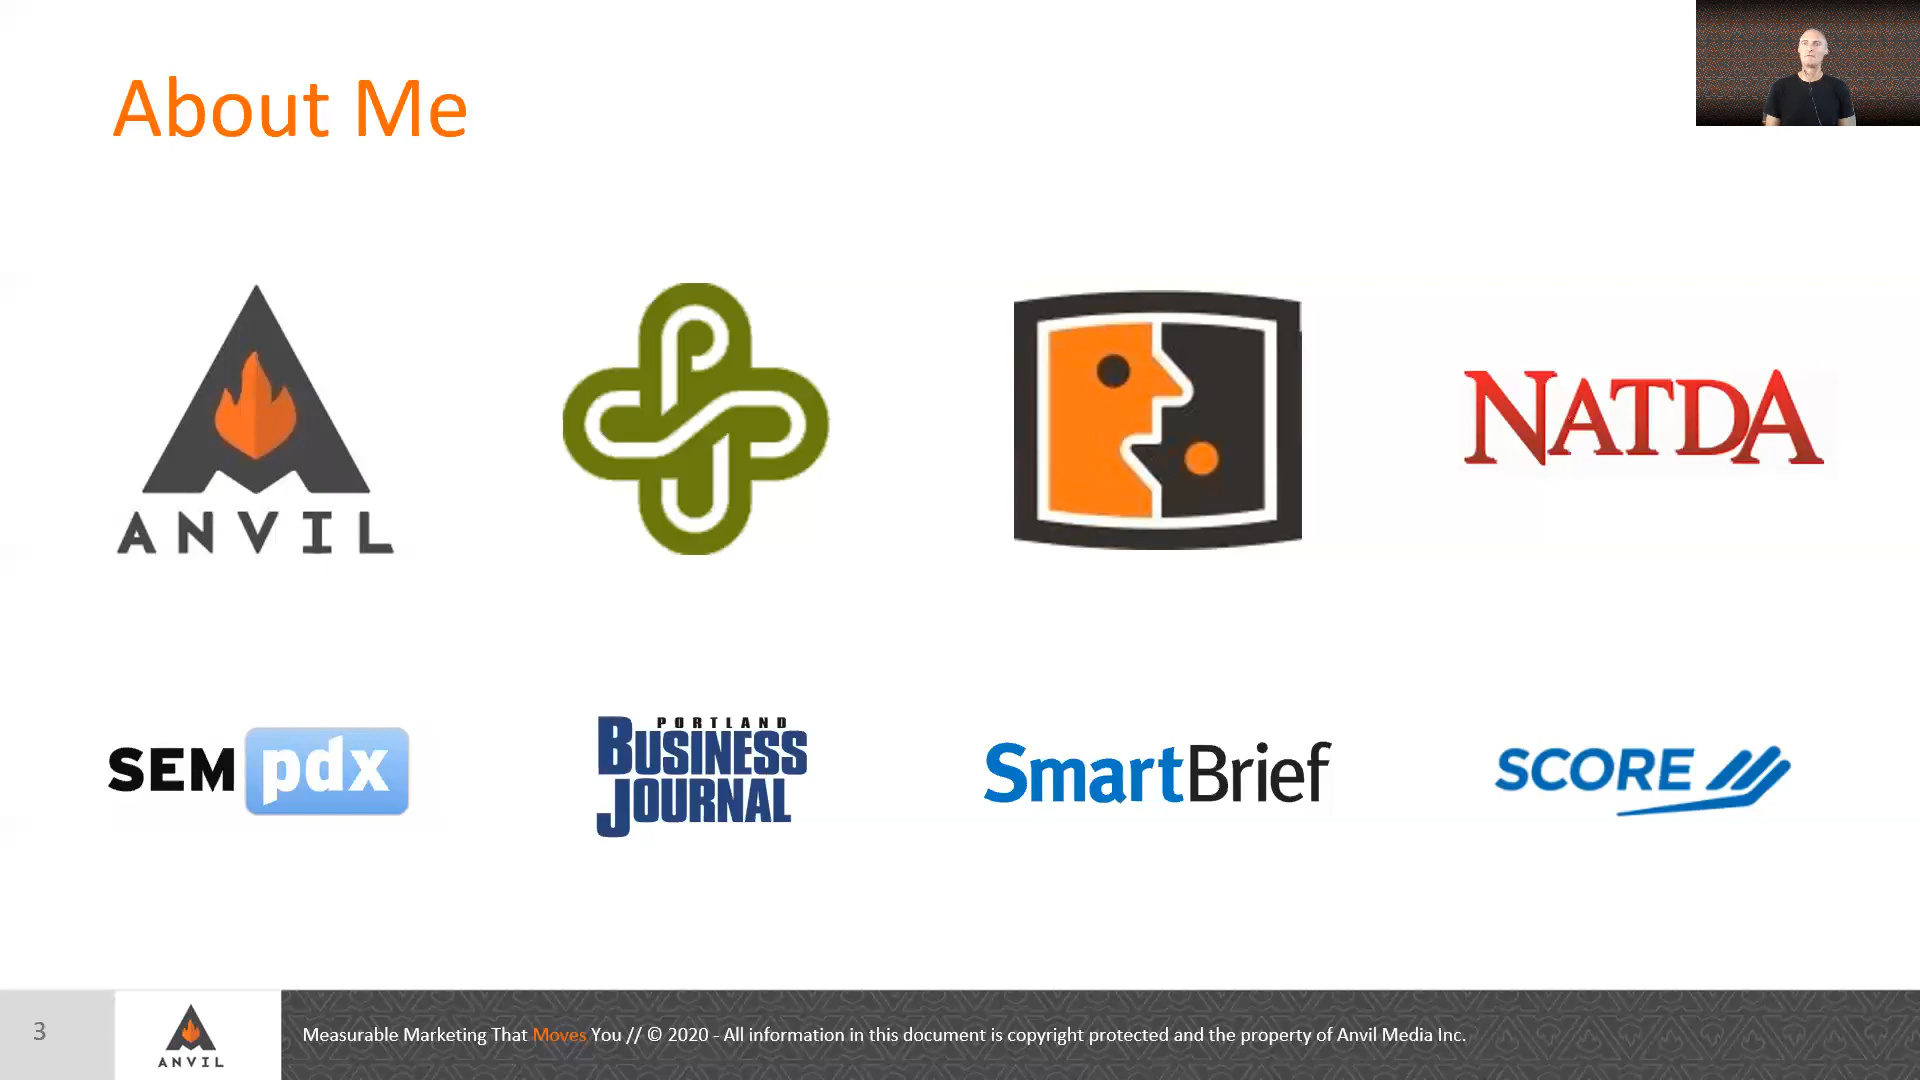 About Me
ANVIL
NATDA
SEM pdx
PORTLAND
BUSINESS
JOURNAL
SmartBrief
SCORE
3
ANVIL
Measurable Marketing That Moves You // © 2020 - All information in this document is copyright protected and the property of Anvil Media Inc.